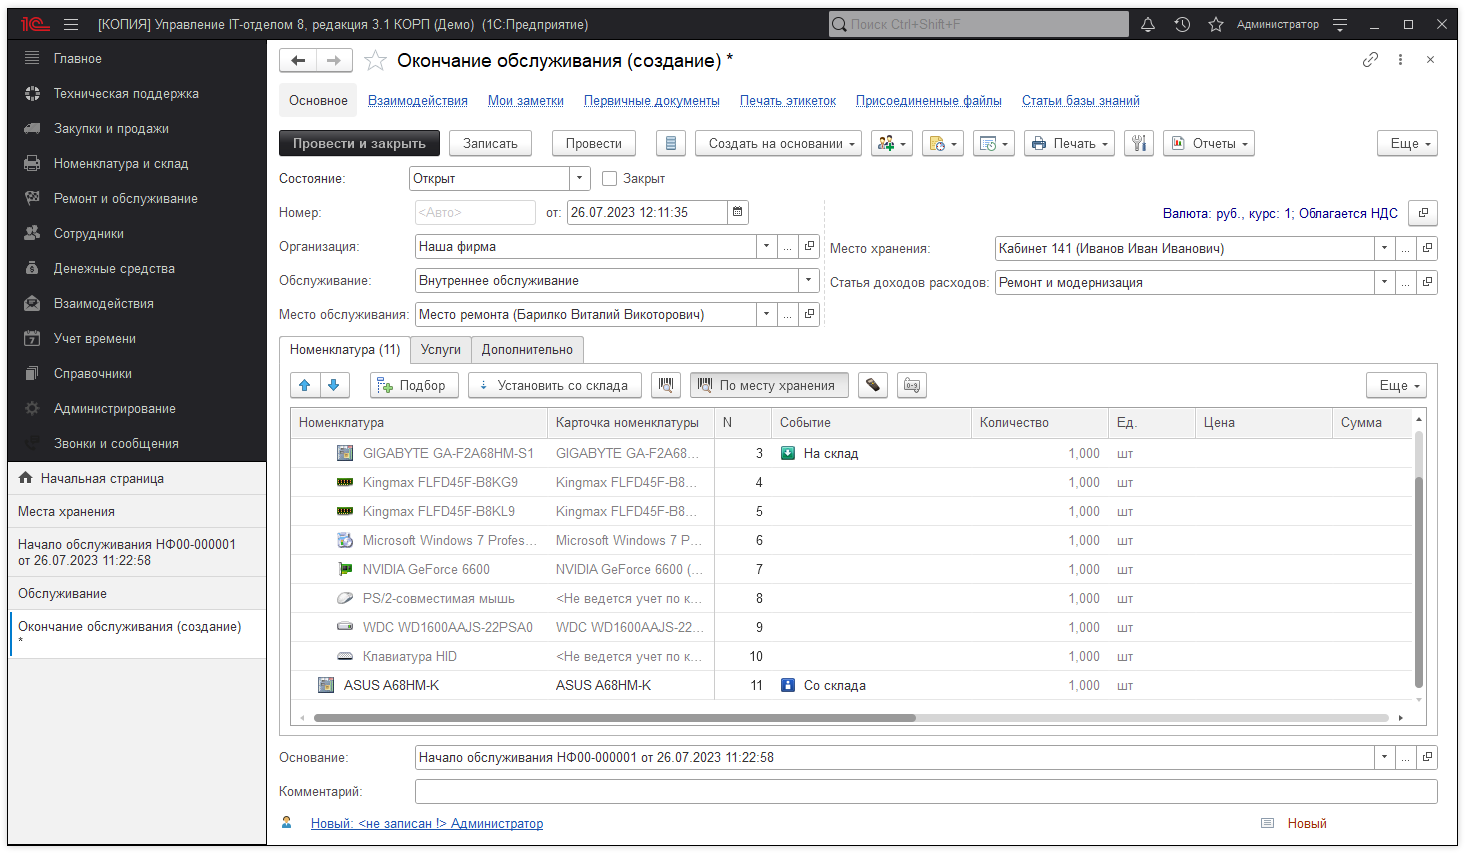 1С [КОПИЯ] Управление IT-отделом 8, редакция 3.1 КОРП (Демо) (1С:Предприятие) Поиск Ctrl+Shift+F Администратор
Главное
Техническая поддержка
Закупки и продажи
Номенклатура и склад
Ремонт и обслуживание
Сотрудники
Денежные средства
Взаимодействия
Учет времени
Справочники
Администрирование
Звонки и сообщения
Начальная страница
Места хранения
Начало обслуживания НФ00-000001
от 26.07.2023 11:22:58
Обслуживание
Окончание обслуживания (создание)
*
Окончание обслуживания (создание) *
Основное Взаимодействия Мои заметки Первичные документы Печать этикеток Присоединенные файлы Статьи базы знаний
Провести и закрыть Записать Провести Создать на основании Печать Отчеты Еще
Состояние: Открыт Закрыт
Номер: <Авто> от: 26.07.2023 12:11:35 Валюта: руб., курс: 1; Облагается НДС
Организация: Наша фирма ... Место хранения: Кабинет 141 (Иванов Иван Иванович) ...
Обслуживание: Внутреннее обслуживание Статья доходов расходов: Ремонт и модернизация ...
Место обслуживания: Место ремонта (Барилко Виталий Викоторович) ...
Номенклатура (11) Услуги Дополнительно
Подбор Установить со склада По месту хранения Еще
Номенклатура Карточка номенклатуры N Событие Количество Ед. Цена Сумма
GIGABYTE GA-F2A68HM-S1 GIGABYTE GA-F2A68... 3 На склад 1,000 шт
Kingmax FLFD45F-B8KG9 Kingmax FLFD45F-B8... 4 1,000 шт
Kingmax FLFD45F-B8KL9 Kingmax FLFD45F-B8... 5 1,000 шт
Microsoft Windows 7 Profes... Microsoft Windows 7 P... 6 1,000 шт
NVIDIA GeForce 6600 NVIDIA GeForce 6600 (... 7 1,000 шт
PS/2-совместимая мышь <Не ведется учет по к... 8 1,000 шт
WDC WD1600AAJS-22PSA0 WDC WD1600AAJS-22... 9 1,000 шт
Клавиатура HID <Не ведется учет по к... 10 1,000 шт
ASUS A68HM-K ASUS A68HM-K 11 Со склада 1,000 шт
Основание: Начало обслуживания НФ00-000001 от 26.07.2023 11:22:58 ...
Комментарий:
Новый: <не записан !> Администратор Новый